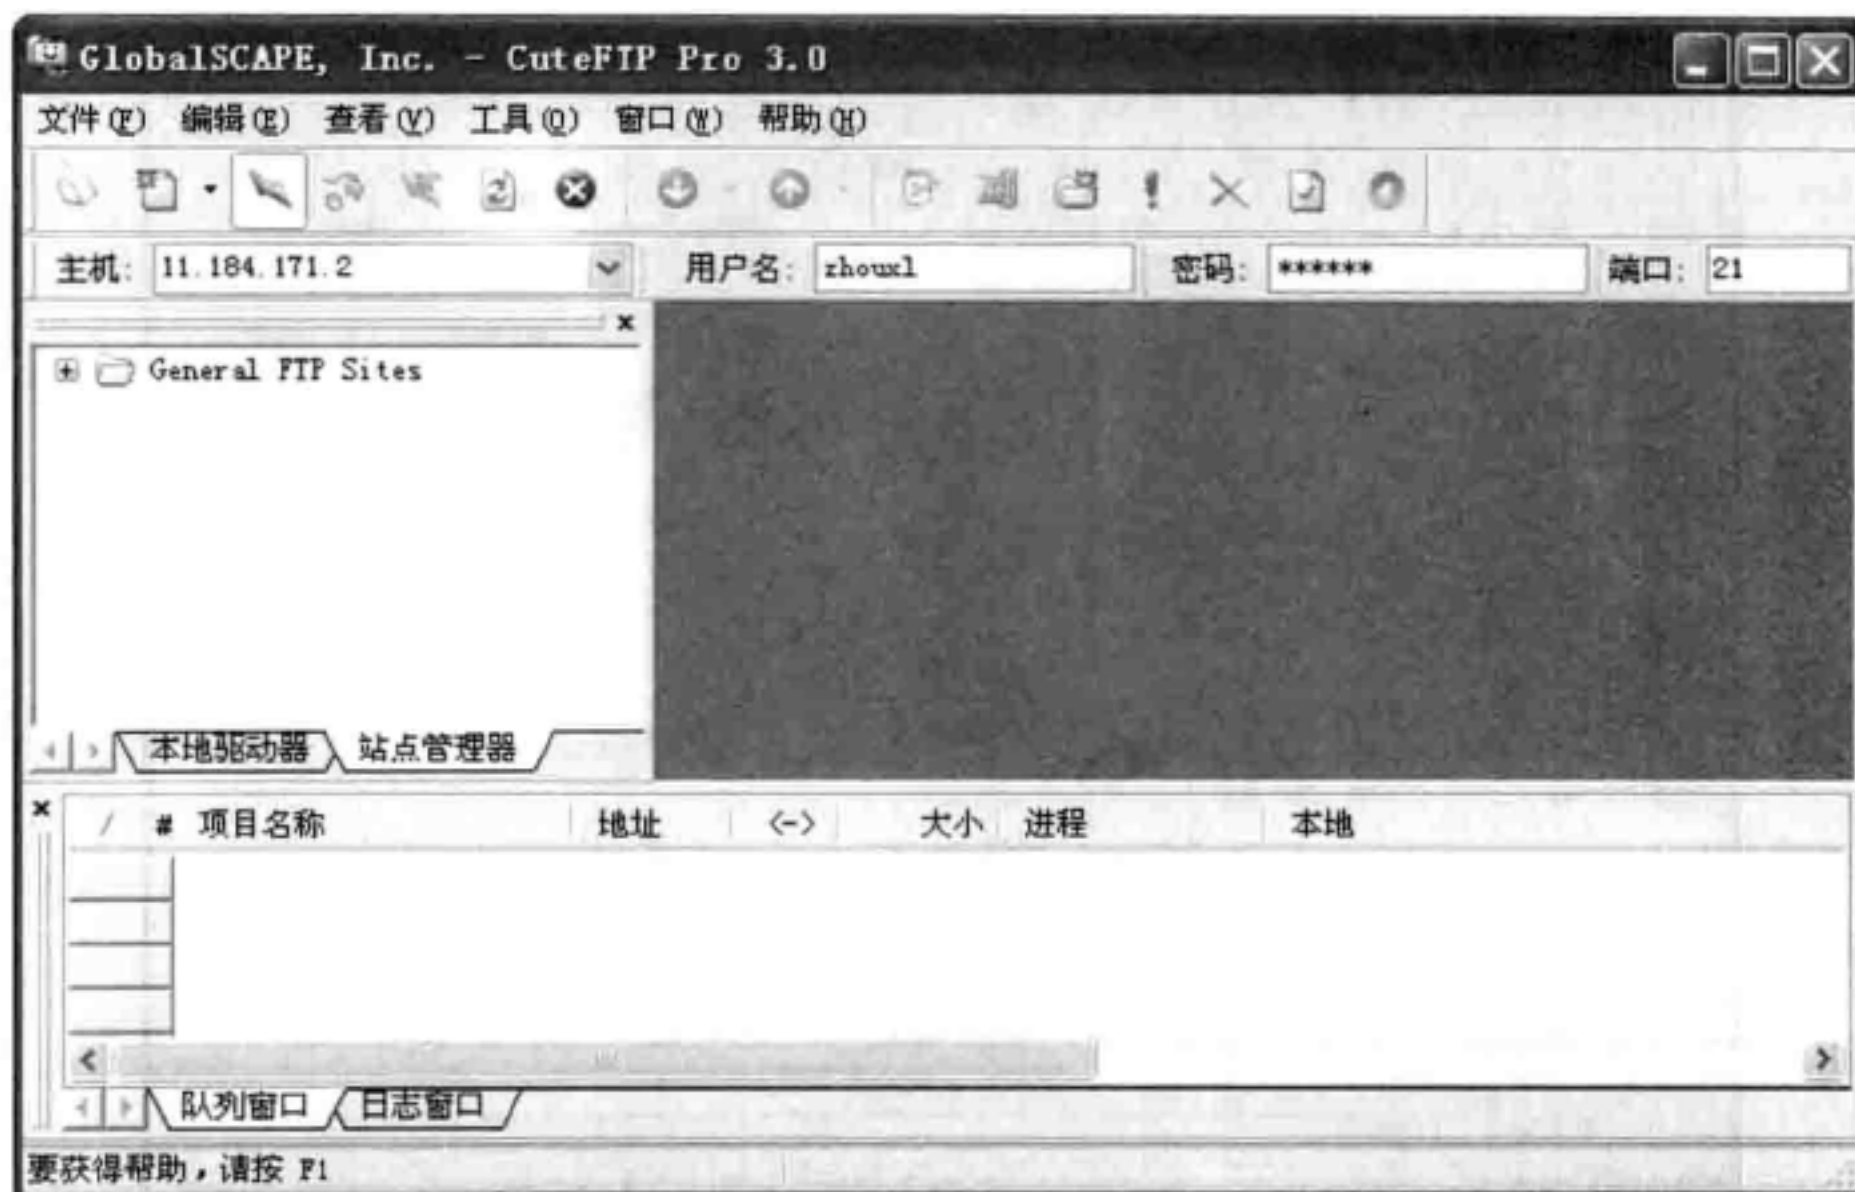 GlobalSCAPE, Inc. - CuteFTP Pro 3.0
文件(F) 编辑(E) 查看(V) 工具(O) 窗口(W) 帮助(H)
主机: 11.184.171.2 用户名: zhouxl 密码: ****** 端口: 21
General FTP Sites
本地驱动器 站点管理器
/ # 项目名称 地址 <-> 大小 进程 本地
队列窗口 日志窗口
要获得帮助,请按 F1